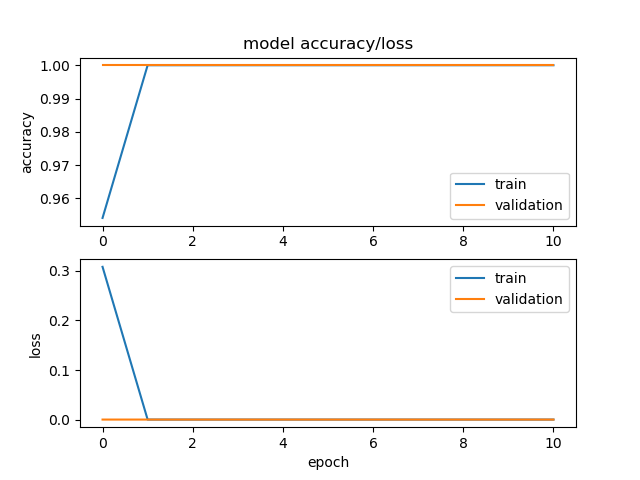 model accuracy/loss
accuracy
1.00
0.99
0.98
0.97
0.96
train
validation
0 2 4 6 8 10
loss
0.3
0.2
0.1
0.0
train
validation
0 2 4 6 8 10
epoch